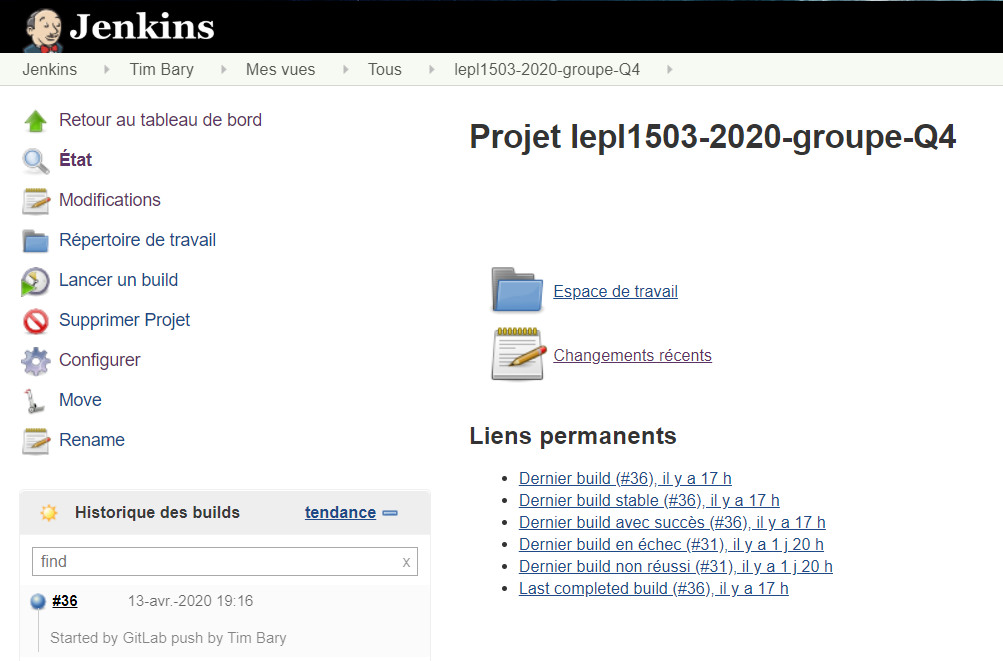 Jenkins
Jenkins Tim Bary Mes vues Tous lepl1503-2020-groupe-Q4
Retour au tableau de bord
État
Modifications
Répertoire de travail
Lancer un build
Supprimer Projet
Configurer
Move
Rename
Historique des builds tendance
find x
#36 13-avr.-2020 19:16
Started by GitLab push by Tim Bary
Projet lepl1503-2020-groupe-Q4
Espace de travail
Changements récents
Liens permanents
Dernier build (#36), il y a 17 h
Dernier build stable (#36), il y a 17 h
Dernier build avec succès (#36), il y a 17 h
Dernier build en échec (#31), il y a 1 j 20 h
Dernier build non réussi (#31), il y a 1 j 20 h
Last completed build (#36), il y a 17 h